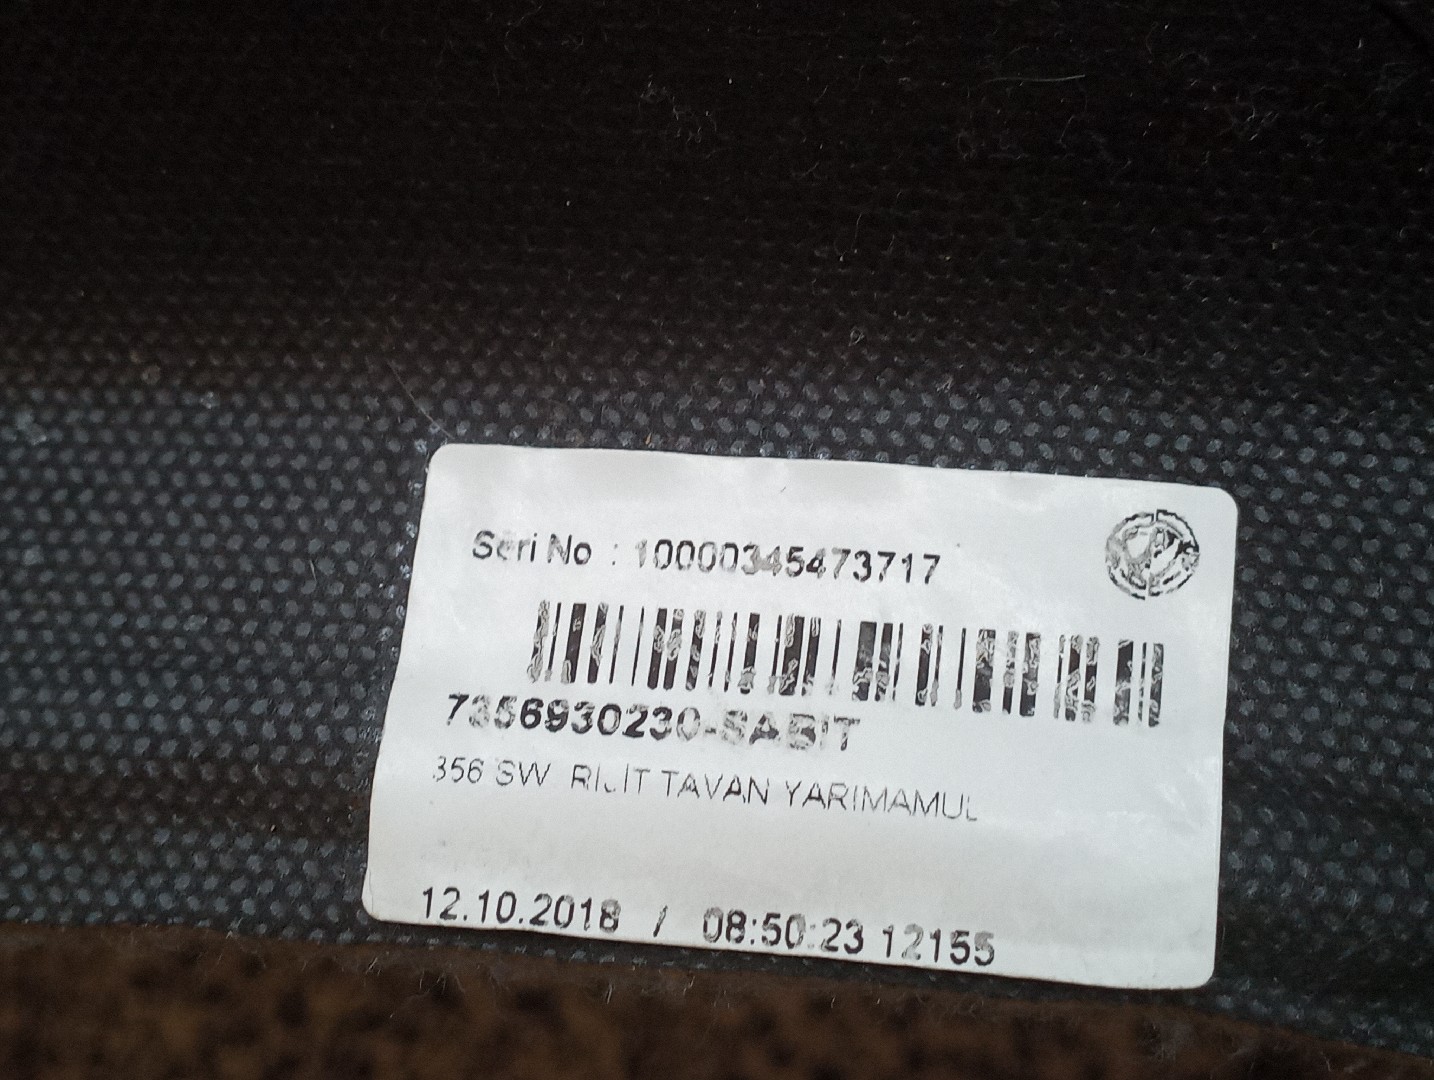 Seri No : 10000345473717
7356930230-SABIT
356 SW RIJIT TAVAN YARIMAMUL
12.10.2018 / 08:50:23 12155